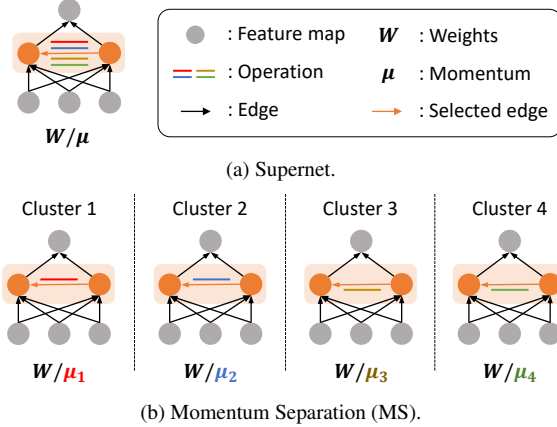 : Feature map
W : Weights
: Operation
μ : Momentum
: Edge
: Selected edge
W/μ
(a) Supernet.
Cluster 1 Cluster 2 Cluster 3 Cluster 4
W/μ1 W/μ2 W/μ3 W/μ4
(b) Momentum Separation (MS).